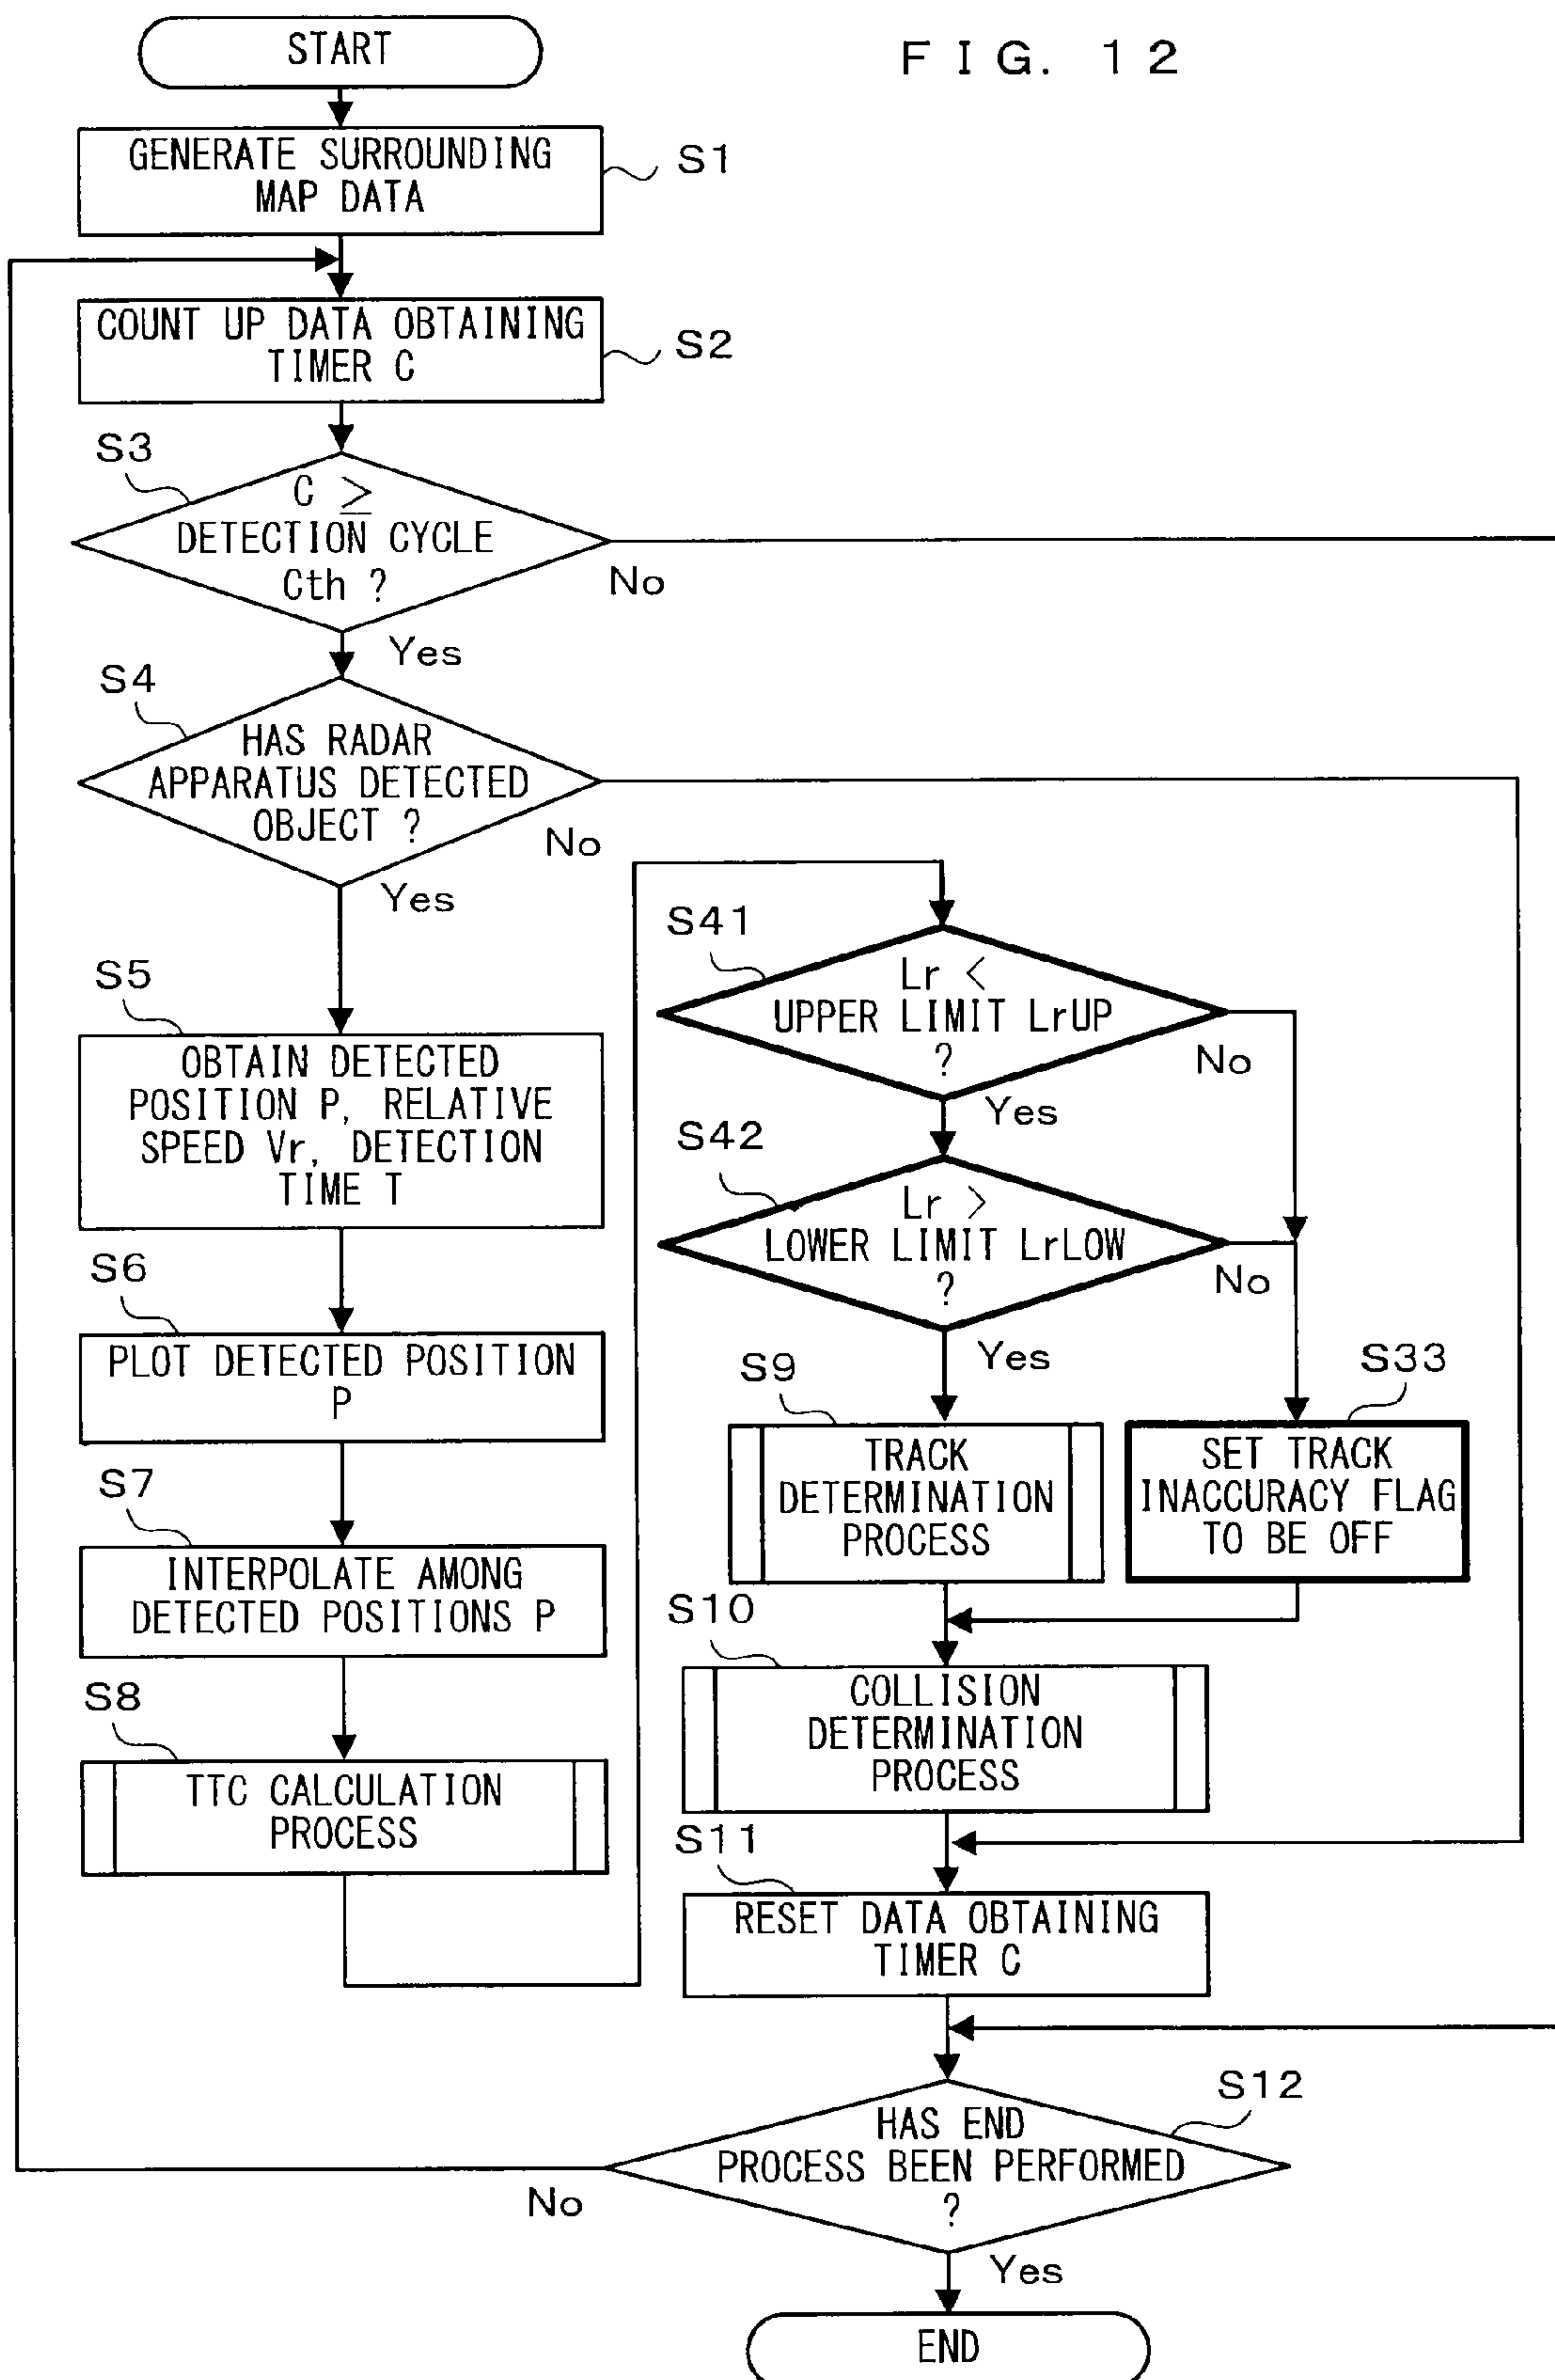 FIG. 12
START
GENERATE SURROUNDING
MAP DATA
S1
COUNT UP DATA OBTAINING
TIMER C
S2
S3
C ≥
DETECTION CYCLE
Cth ?
No
Yes
S4
HAS RADAR
APPARATUS DETECTED
OBJECT ?
No
Yes
S5
OBTAIN DETECTED
POSITION P, RELATIVE
SPEED Vr, DETECTION
TIME T
S6
PLOT DETECTED POSITION
P
S7
INTERPOLATE AMONG
DETECTED POSITIONS P
S8
TTC CALCULATION
PROCESS
S41
Lr <
UPPER LIMIT LrUP
?
No
Yes
S42
Lr >
LOWER LIMIT LrLOW
?
No
Yes
S9
TRACK
DETERMINATION
PROCESS
S33
SET TRACK
INACCURACY FLAG
TO BE OFF
S10
COLLISION
DETERMINATION
PROCESS
S11
RESET DATA OBTAINING
TIMER C
S12
HAS END
PROCESS BEEN PERFORMED
?
No
Yes
END